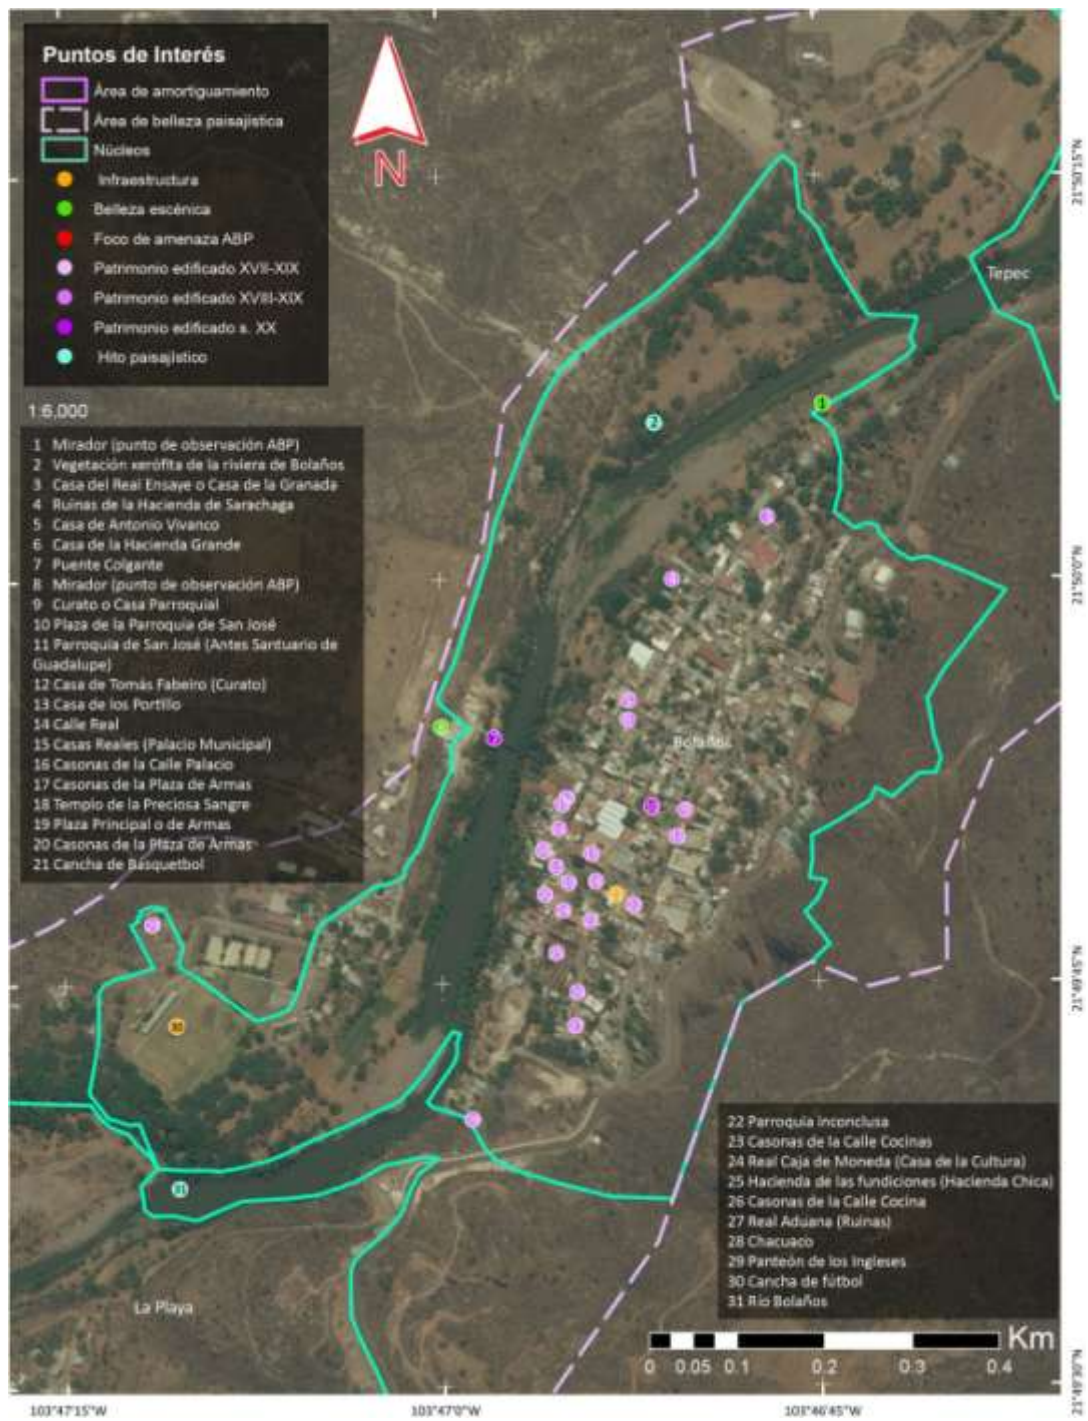 Puntos de Interés
Área de amortiguamiento
Área de belleza paisajística
Núcleos
Infraestructura
Belleza escénica
Foco de amenaza ABP
Patrimonio edificado XVII-XIX
Patrimonio edificado XVIII-XIX
Patrimonio edificado s. XX
Hito paisajístico
N
1:6,000
1 Mirador (punto de observación ABP)
2 Vegetación xerófita de la riviera de Bolaños
3 Casa del Real Ensaye o Casa de la Granada
4 Ruinas de la Hacienda de Sarachaga
5 Casa de Antonio Vivanco
6 Casa de la Hacienda Grande
7 Puente Colgante
8 Mirador (punto de observación ABP)
9 Curato o Casa Parroquial
10 Plaza de la Parroquia de San José
11 Parroquia de San José (Antes Santuario de
Guadalupe)
12 Casa de Tomás Fabeiro (Curato)
13 Casa de los Portillo
14 Calle Real
15 Casas Reales (Palacio Municipal)
16 Casonas de la Calle Palacio
17 Casonas de la Plaza de Armas
18 Templo de la Preciosa Sangre
19 Plaza Principal o de Armas
20 Casonas de la Plaza de Armas
21 Cancha de Basquetbol
22 Parroquia inconclusa
23 Casonas de la Calle Cocinas
24 Real Caja de Moneda (Casa de la Cultura)
25 Hacienda de las fundiciones (Hacienda Chica)
26 Casonas de la Calle Cocina
27 Real Aduana (Ruinas)
28 Chacuaco
29 Panteón de los Ingleses
30 Cancha de fútbol
31 Río Bolaños
Tepec
1
2
7
Bolaños
30
31
La Playa
Km
0 0.05 0.1 0.2 0.3 0.4
21°50'15"N
21°50'0"N
21°49'45"N
21°49'30"N
103°47'15"W 103°47'0"W 103°46'45"W